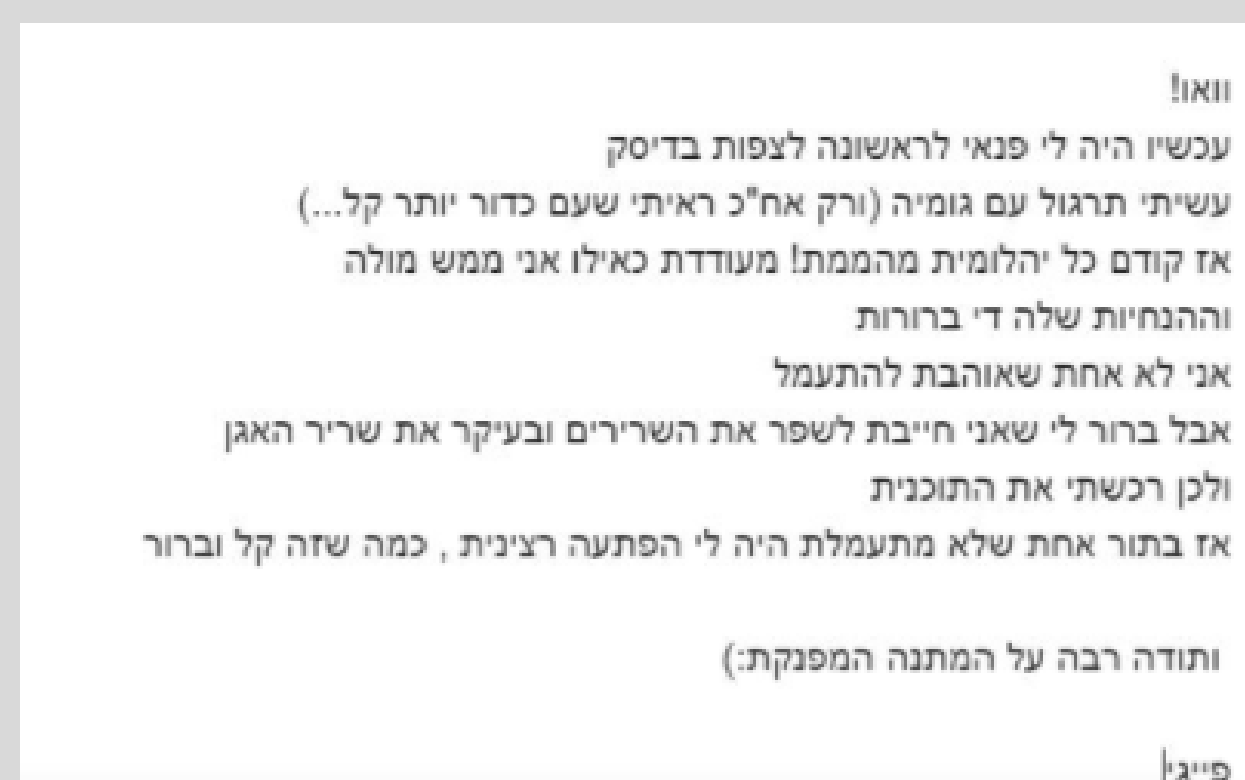 וואו!
עכשיו היה לי פנאי לראשונה לצפות בדיסק
עשיתי תרגול עם גומיה (ורק אח"כ ראיתי שעם כדור יותר קל...)
אז קודם כל יהלומית מהממת! מעודדת כאילו אני ממש מולה
וההנחיות שלה די ברורות
אני לא אחת שאוהבת להתעמל
אבל ברור לי שאני חייבת לשפר את השרירים ובעיקר את שריר האגן
ולכן רכשתי את התוכנית
אז בתור אחת שלא מתעמלת היה לי הפתעה רצינית , כמה שזה קל וברור
ותודה רבה על המתנה המפנקת:)
פייגי